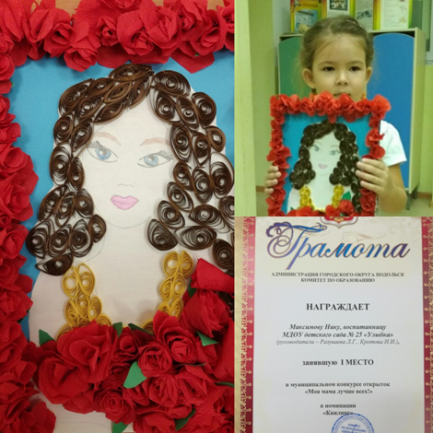 Грамота
АДМИНИСТРАЦИЯ ГОРОДСКОГО ОКРУГА ПОДОЛЬСК
КОМИТЕТ ПО ОБРАЗОВАНИЮ
НАГРАЖДАЕТ
Максимову Нику, воспитанницу
МДОУ детского сада № 25 «Улыбка»
(руководители – Разуваева Л.Г., Кротова Н.И.),
занявшую I МЕСТО
в муниципальном конкурсе открыток
«Моя мама лучше всех!»
в номинации
«Квиллинг»